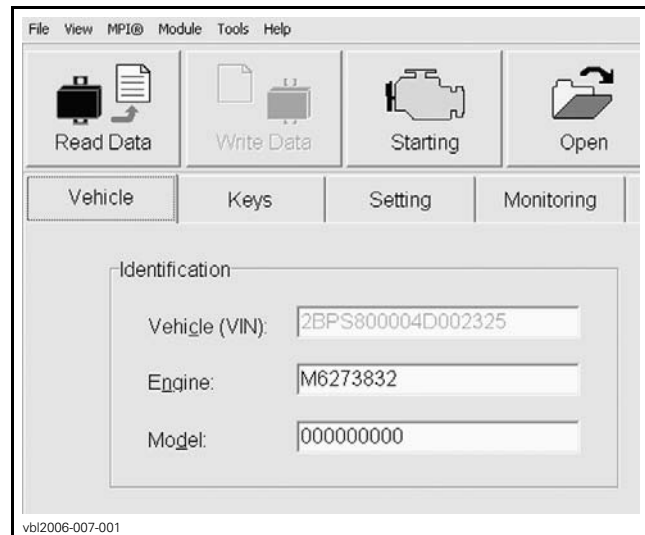 File View MPI® Module Tools Help
Read Data Write Data Starting Open
Vehicle Keys Setting Monitoring
Identification
Vehicle (VIN): 2BPS800004D002325
Engine: M6273832
Model: 000000000
vbl2006-007-001